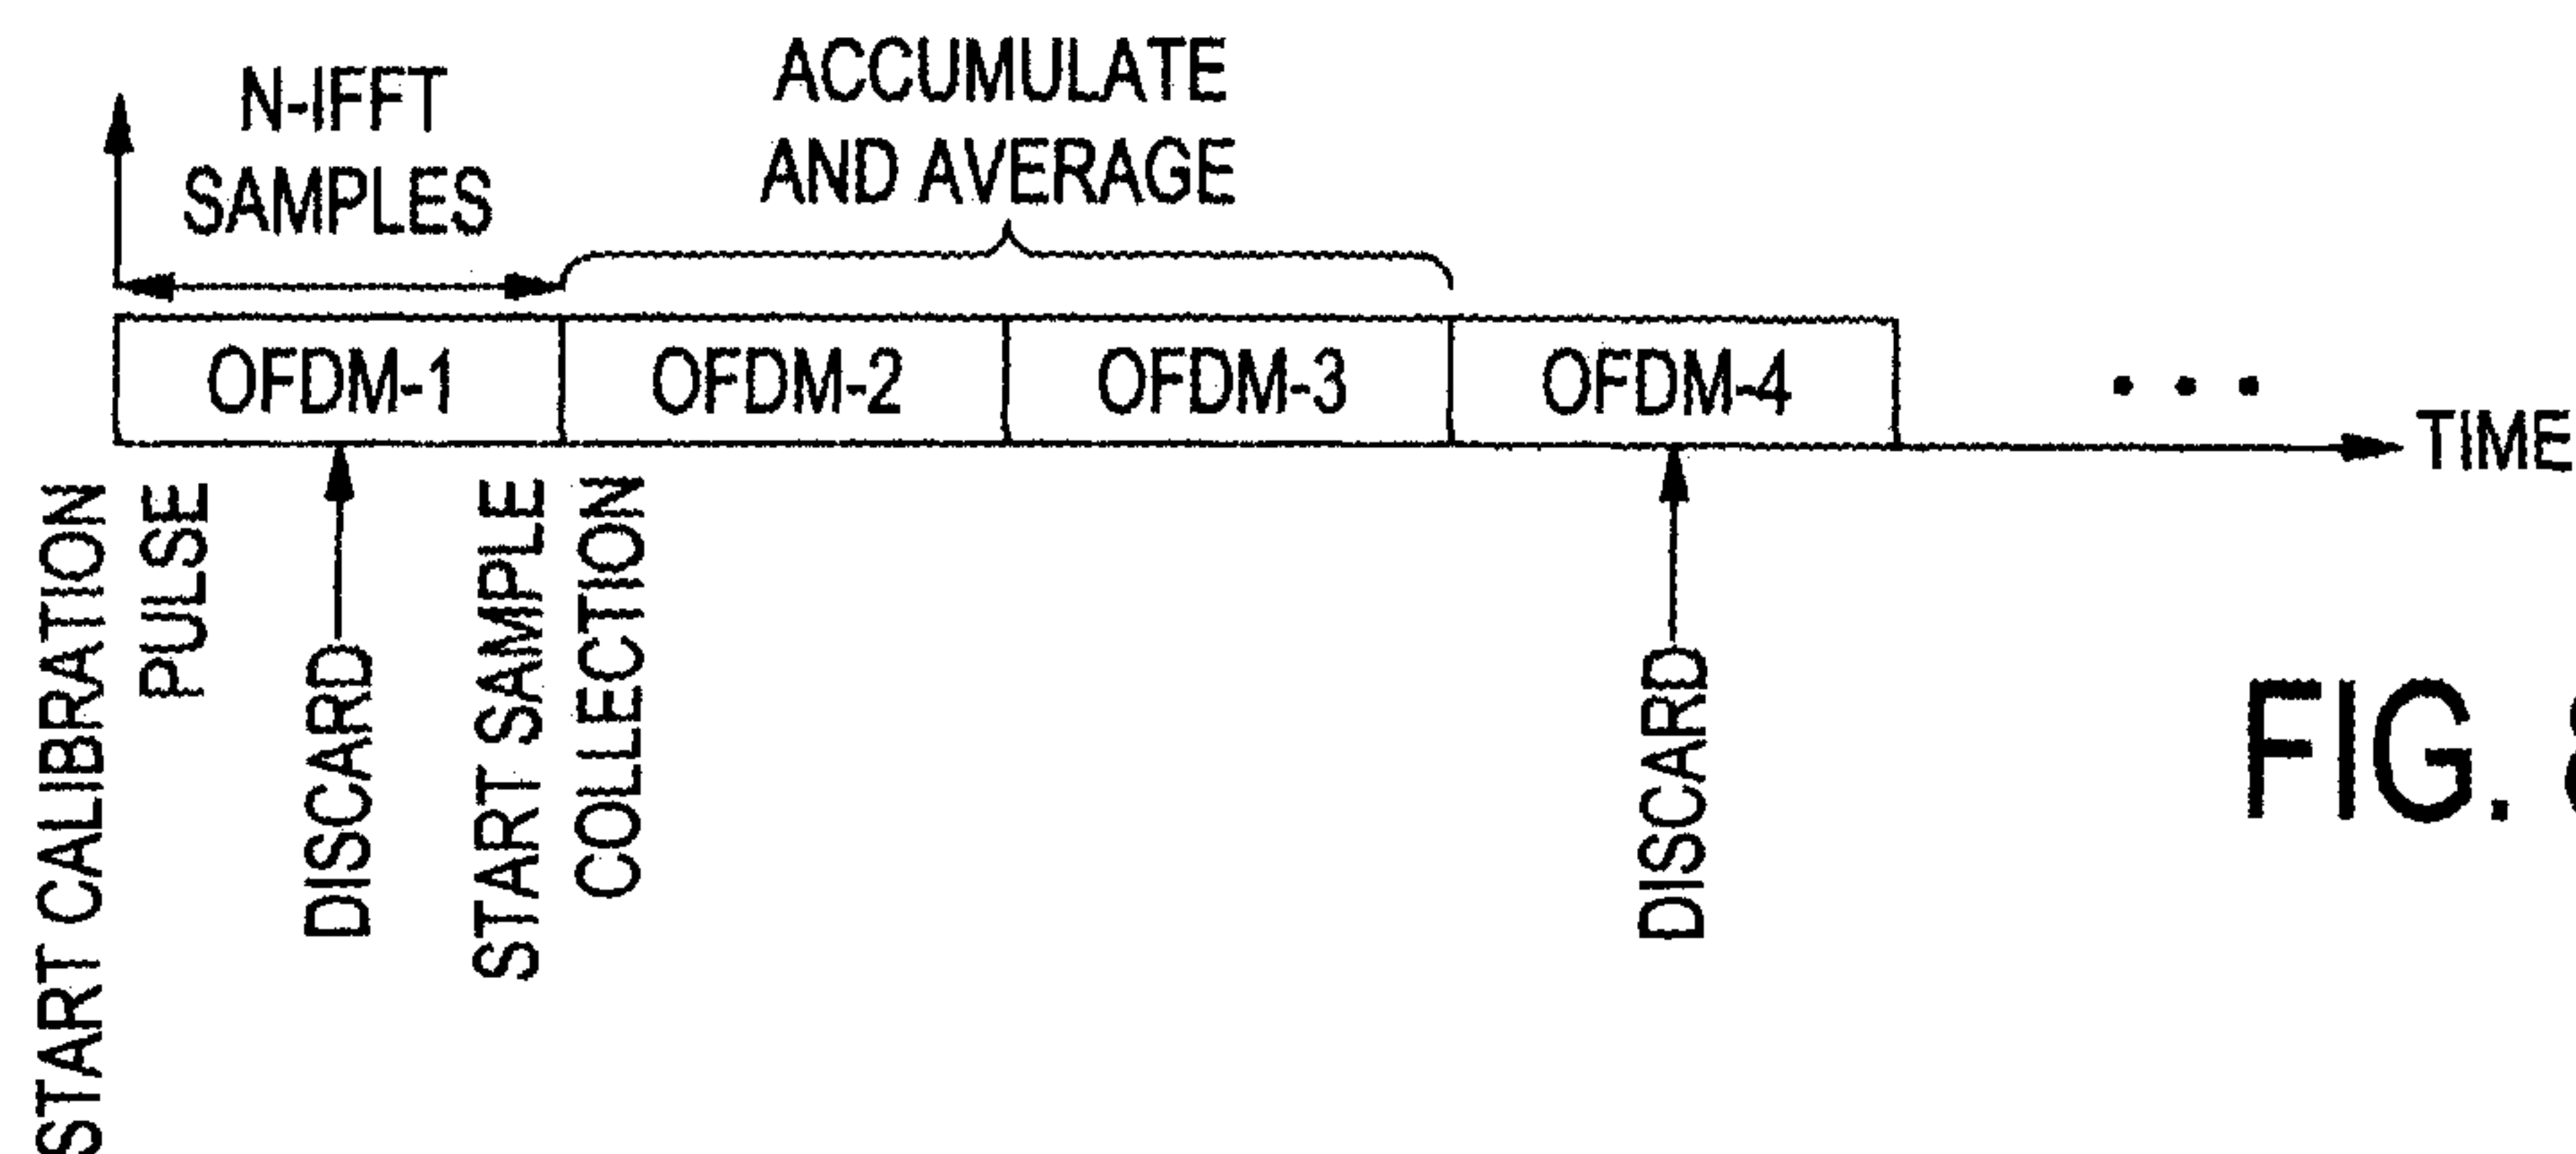 N-IFFT
SAMPLES
ACCUMULATE
AND AVERAGE
OFDM-1
OFDM-2
OFDM-3
OFDM-4
• • •
TIME
START CALIBRATION
PULSE
DISCARD
START SAMPLE
COLLECTION
DISCARD
FIG.